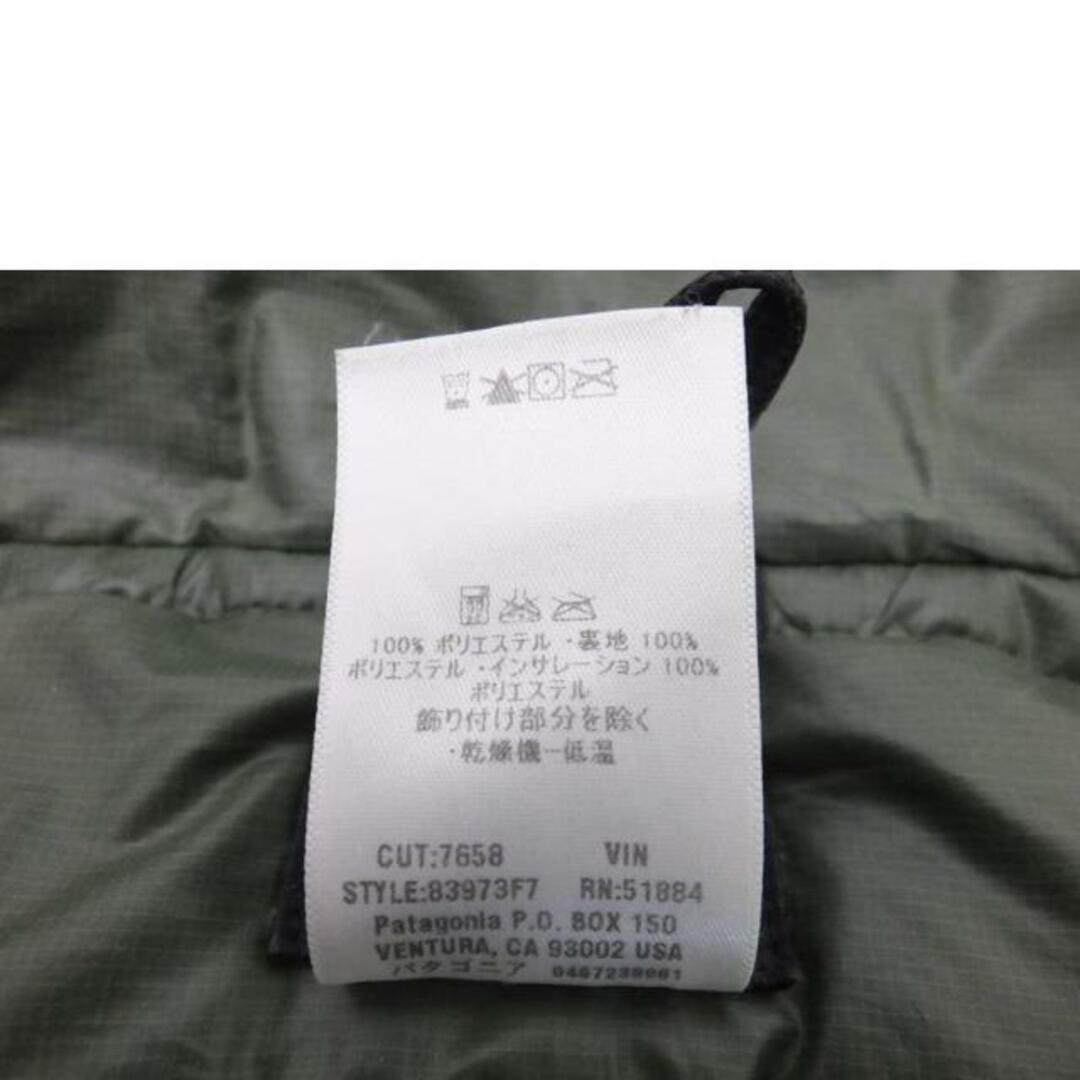 100% ポリエステル・裏地 100%
ポリエステル・インサレーション 100%
ポリエステル
飾り付け部分を除く
・乾燥機ー低温
CUT:7658 VIN
STYLE:83973F7 RN:51884
Patagonia P.O. BOX 150
VENTURA, CA 93002 USA
パタゴニア